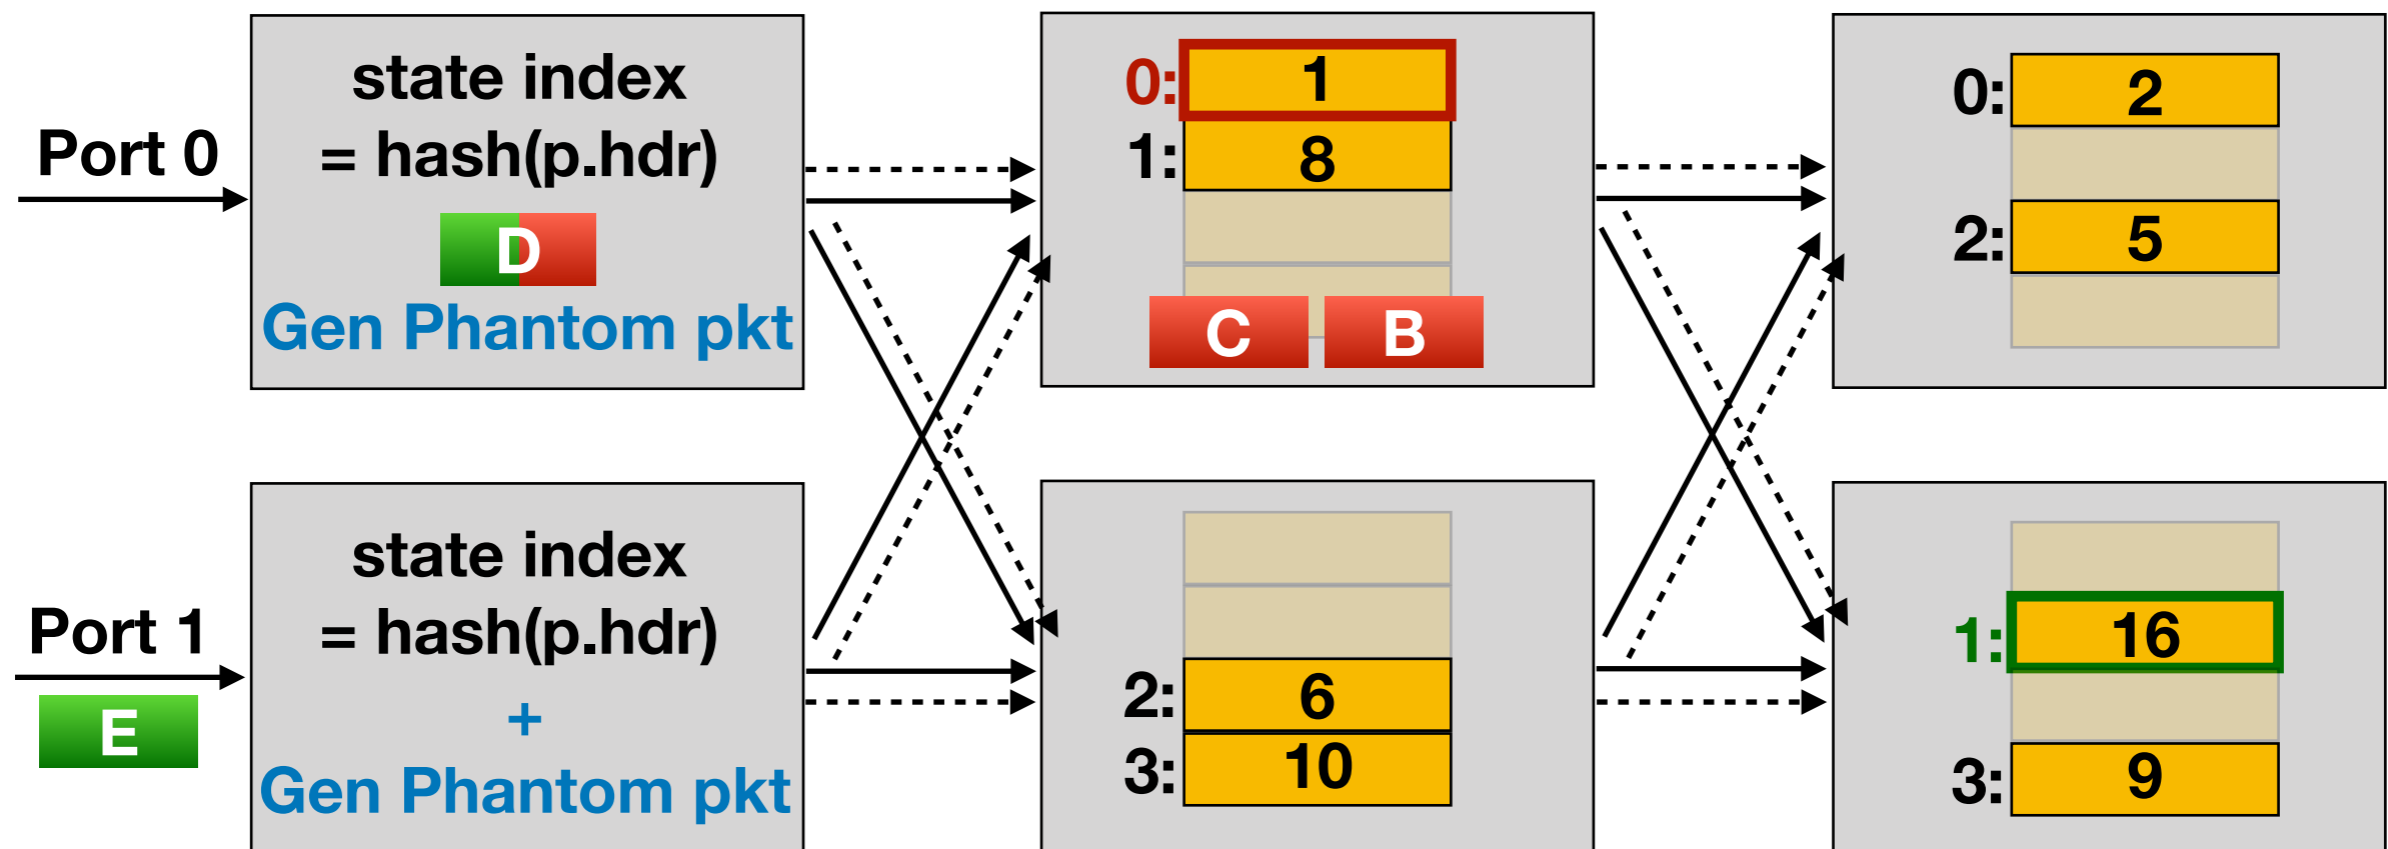 Port 0
state index
= hash(p.hdr)
D
Gen Phantom pkt
0: 1
1: 8
C B
0: 2
2: 5
Port 1
E
state index
= hash(p.hdr)
+
Gen Phantom pkt
2: 6
3: 10
1: 16
3: 9